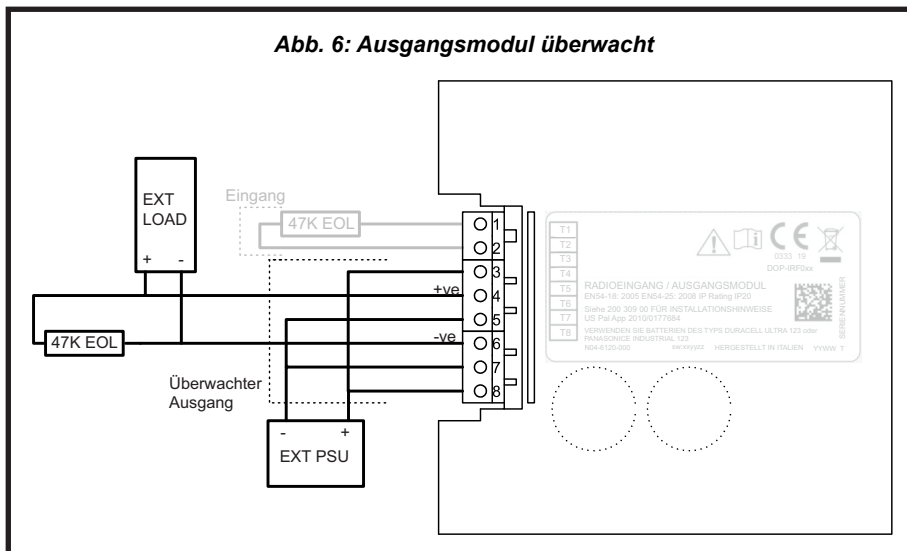 Abb. 6: Ausgangsmodul überwacht
EXT
LOAD
+ -
Eingang
47K EOL
1
2
3
+ve
4
5
-ve
6
7
8
47K EOL
Überwachter
Ausgang
- +
EXT PSU
T1
T2
T3
T4
T5
T6
T7
T8
CE
0333 19
DOP-IRF0xx
RADIOEINGANG / AUSGANGSMODUL
EN54-18: 2005 EN54-25: 2008 IP Rating IP20
Siehe 200 309 00 FÜR INSTALLATIONSHINWEISE
US Pat App 2010/0177684
VERWENDEN SIE BATTERIEN DES TYPS DURACELL ULTRA 123 oder
PANASONICE INDUSTRIAL 123
N04-6120-000 sw:xxyyzz HERGESTELLT IN ITALIEN YYWW T
SERIENNUMMER